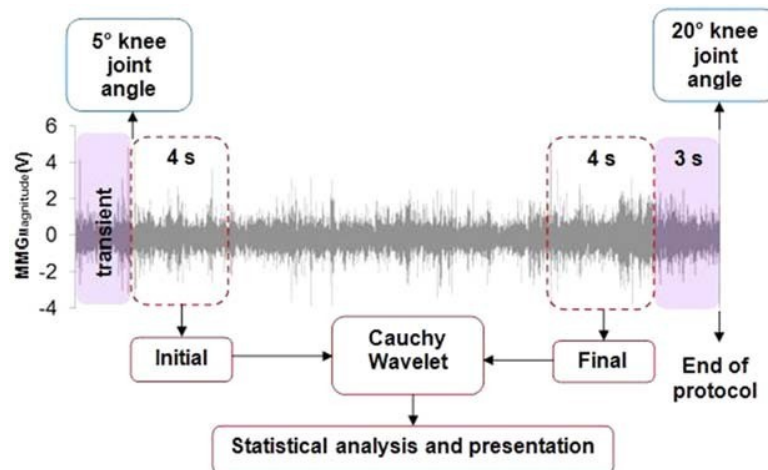 5° knee
joint
angle
20° knee
joint
angle
MMGMagnitude(V)
6
4
2
0
-2
-4
transient
4 s
4 s
3 s
Initial
Cauchy
Wavelet
Final
End of
protocol
Statistical analysis and presentation